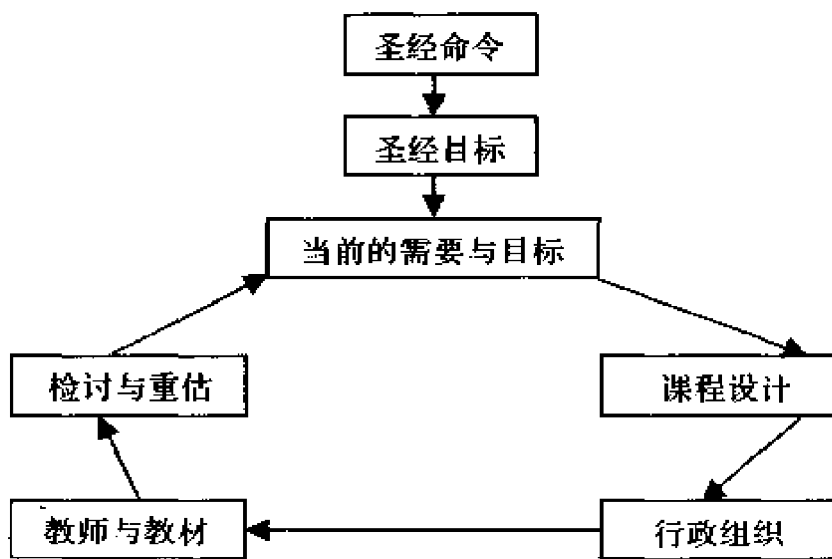 圣经命令
圣经目标
当前的需要与目标
检讨与重估
课程设计
教师与教材
行政组织